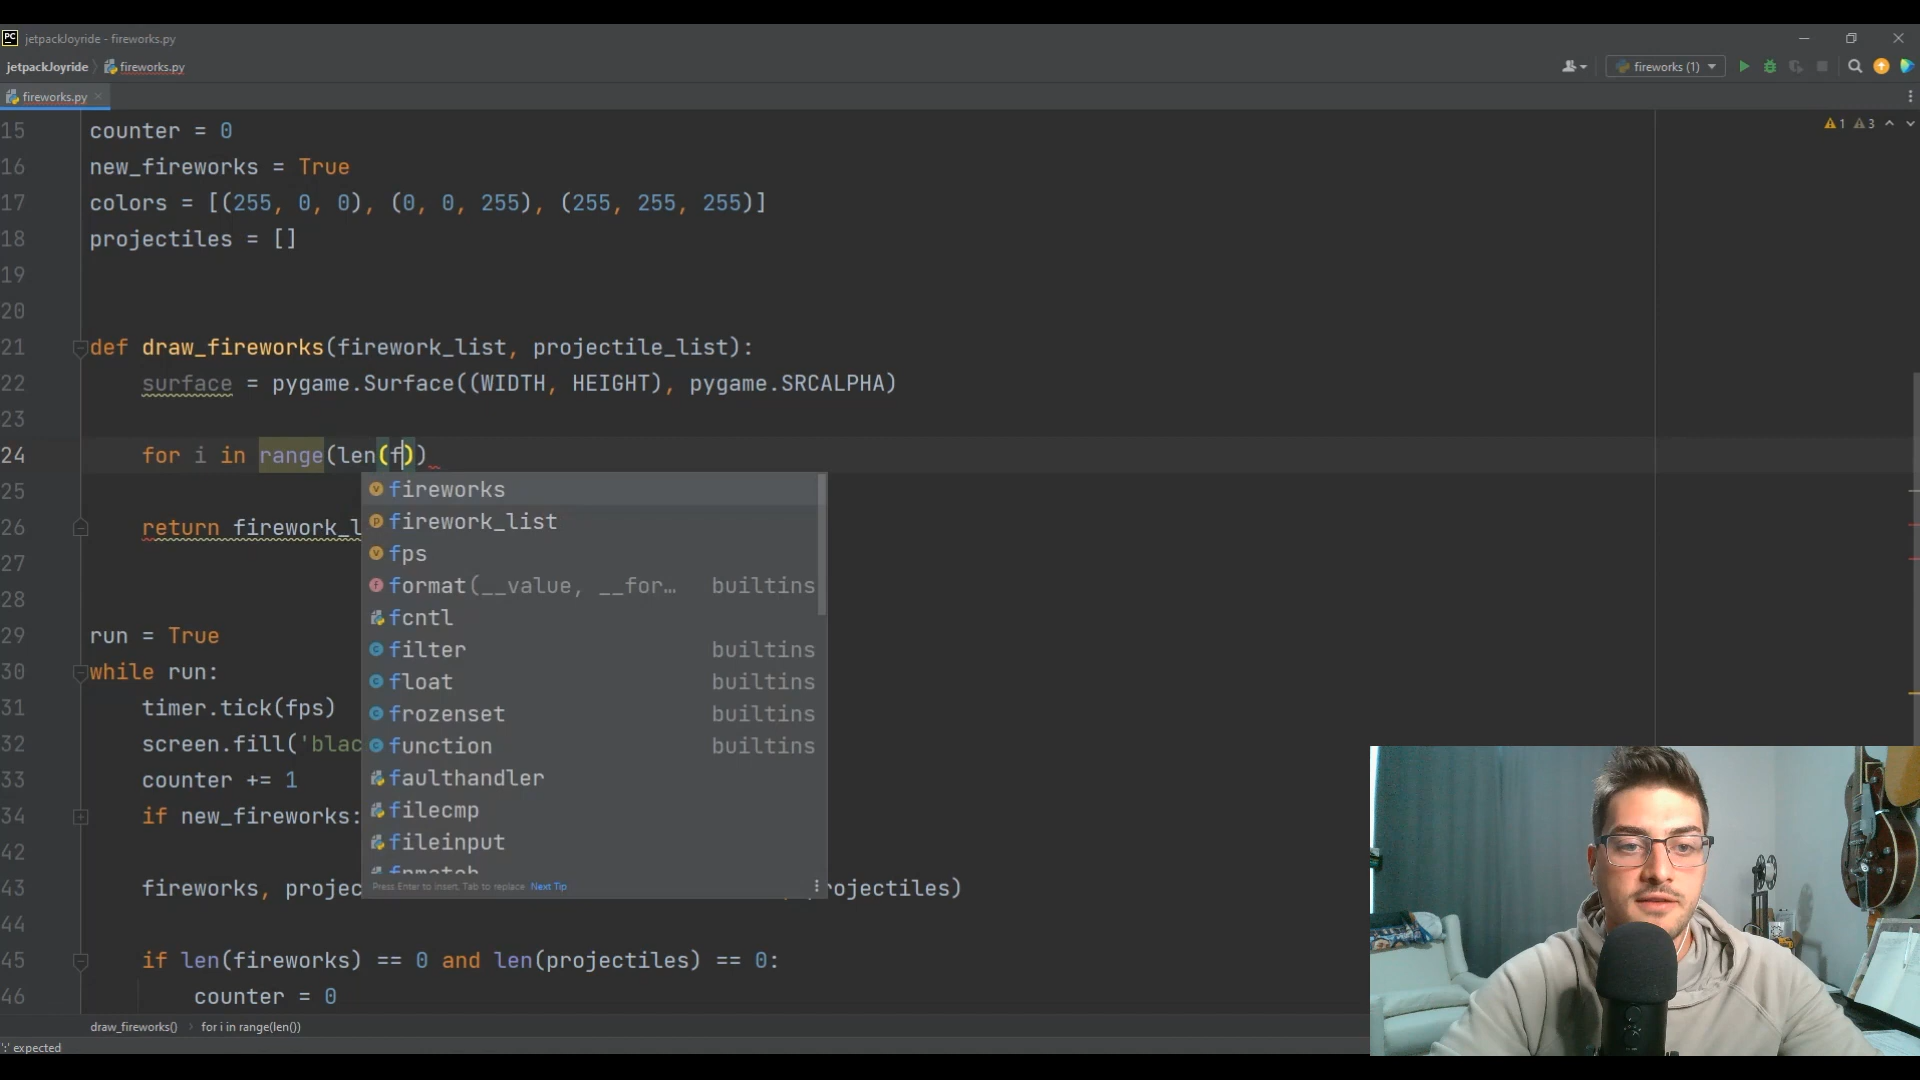 jetpackJoyride - fireworks.py
jetpackJoyride fireworks.py
fireworks (1)
fireworks.py
1 3
15 counter = 0
16 new_fireworks = True
17 colors = [(255, 0, 0), (0, 0, 255), (255, 255, 255)]
18 projectiles = []
19
20
21 def draw_fireworks(firework_list, projectile_list):
22 surface = pygame.Surface((WIDTH, HEIGHT), pygame.SRCALPHA)
23
24 for i in range(len(f))
25
fireworks
26 return firework_l
firework_list
fps
27
format(__value, __for… builtins
28
fcntl
29 run = True
filter builtins
30 while run:
float builtins
31 timer.tick(fps)
frozenset builtins
32 screen.fill('blac
function builtins
33 counter += 1
faulthandler
34 if new_fireworks:
filecmp
42
fileinput
43 fireworks, projec rojectiles)
Press Enter to insert, Tab to replace Next Tip
44
45 if len(fireworks) == 0 and len(projectiles) == 0:
46 counter = 0
draw_fireworks() for i in range(len())
':' expected